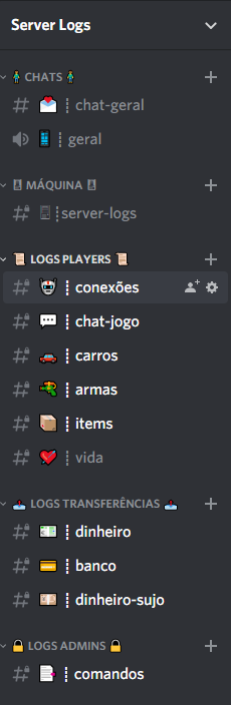 Server Logs
CHATS
chat-geral
geral
MÁQUINA
server-logs
LOGS PLAYERS
conexões
chat-jogo
carros
armas
items
vida
LOGS TRANSFERÊNCIAS
dinheiro
banco
dinheiro-sujo
LOGS ADMINS
comandos